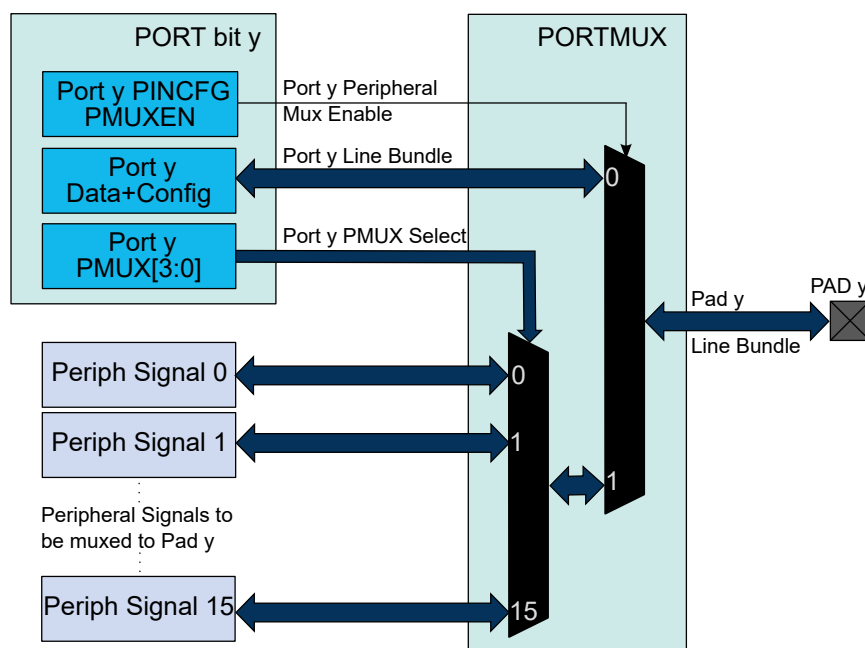 PORT bit y
PORTMUX
Port y PINCFG
PMUXEN
Port y Peripheral
Mux Enable
Port y
Data+Config
Port y Line Bundle
0
Port y
PMUX[3:0]
Port y PMUX Select
Pad y
Line Bundle
PAD y
Periph Signal 0
0
Periph Signal 1
1
1
Peripheral Signals to
be muxed to Pad y
Periph Signal 15
15